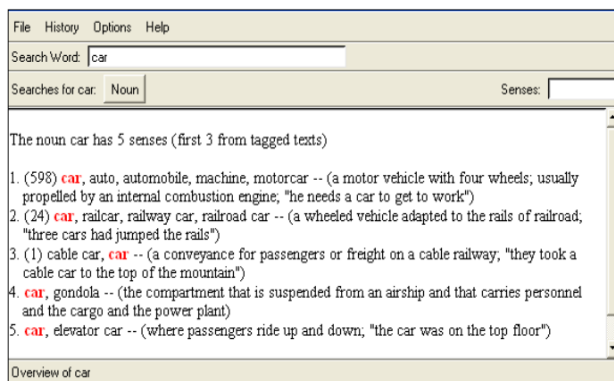 File History Options Help
Search Word: car
Searches for car: Noun Senses:
The noun car has 5 senses (first 3 from tagged texts)
1. (598) car, auto, automobile, machine, motorcar -- (a motor vehicle with four wheels; usually
propelled by an internal combustion engine; "he needs a car to get to work")
2. (24) car, railcar, railway car, railroad car -- (a wheeled vehicle adapted to the rails of railroad;
"three cars had jumped the rails")
3. (1) cable car, car -- (a conveyance for passengers or freight on a cable railway; "they took a
cable car to the top of the mountain")
4. car, gondola -- (the compartment that is suspended from an airship and that carries personnel
and the cargo and the power plant)
5. car, elevator car -- (where passengers ride up and down; "the car was on the top floor")
Overview of car